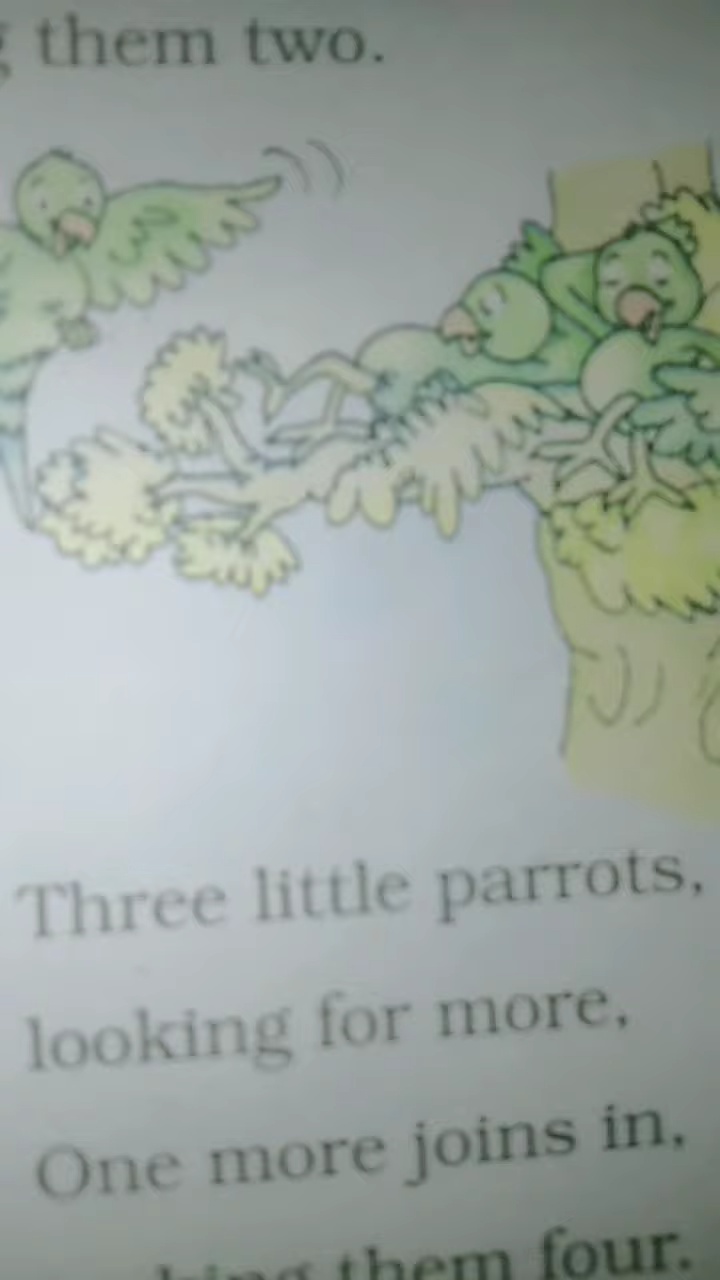 them two.
Three little parrots,
looking for more,
One more joins in,
them four.